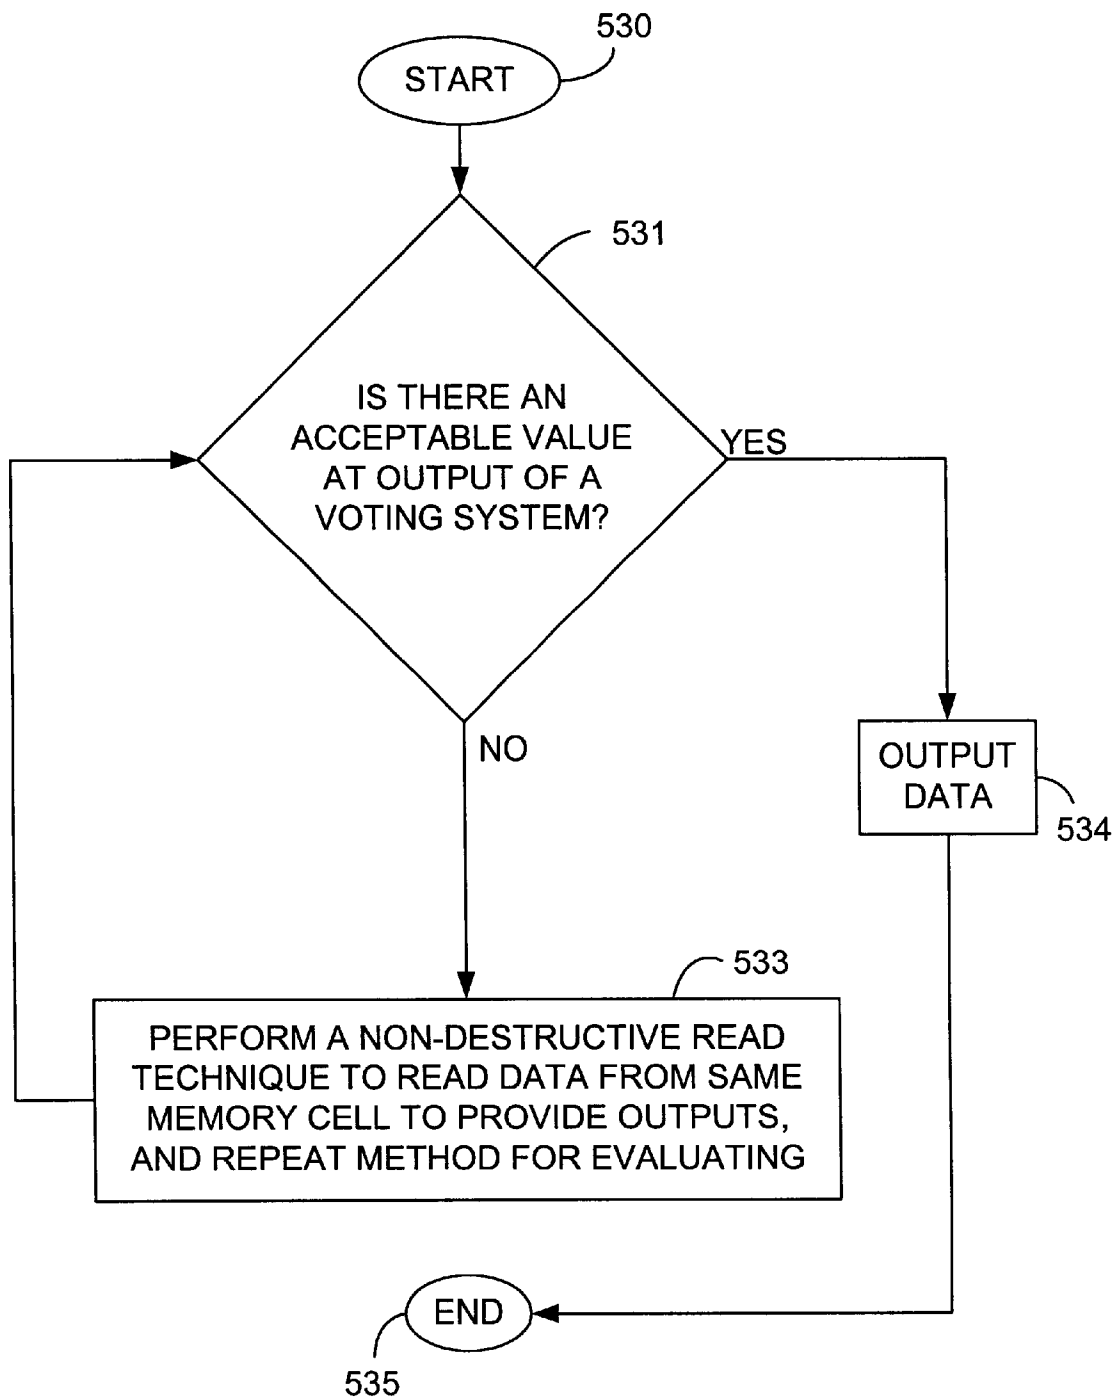 530
START
531
IS THERE AN
ACCEPTABLE VALUE
AT OUTPUT OF A
VOTING SYSTEM?
YES
NO
OUTPUT
DATA
534
533
PERFORM A NON-DESTRUCTIVE READ
TECHNIQUE TO READ DATA FROM SAME
MEMORY CELL TO PROVIDE OUTPUTS,
AND REPEAT METHOD FOR EVALUATING
END
535